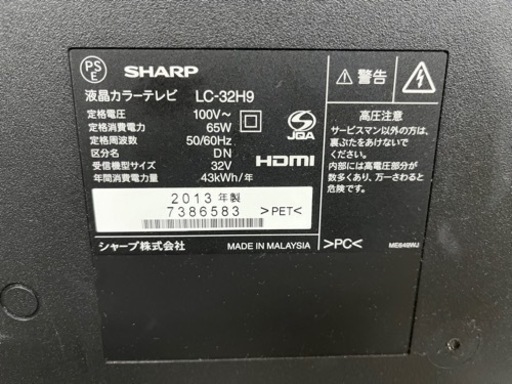 PS
E
SHARP
液晶カラーテレビ LC-32H9
定格電圧 100V～
定格消費電力 65W
定格周波数 50/60Hz
区分名 DN
受信機型サイズ 32V
年間消費電力量 43kWh/年
JQA
HDMI
2013年製
7386583 >PET<
シャープ株式会社 MADE IN MALAYSIA
警告
高圧注意
サービスマン以外の方は、
裏ぶたをあけないで
ください。
内部には高電圧部分が
数多くあり、万一さわると
危険です。
>PC<